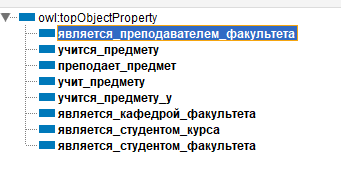 owl:topObjectProperty
является_преподавателем_факультета
учится_предмету
преподает_предмет
учит_предмету
учится_предмету_у
является_кафедрой_факультета
является_студентом_курса
является_студентом_факультета